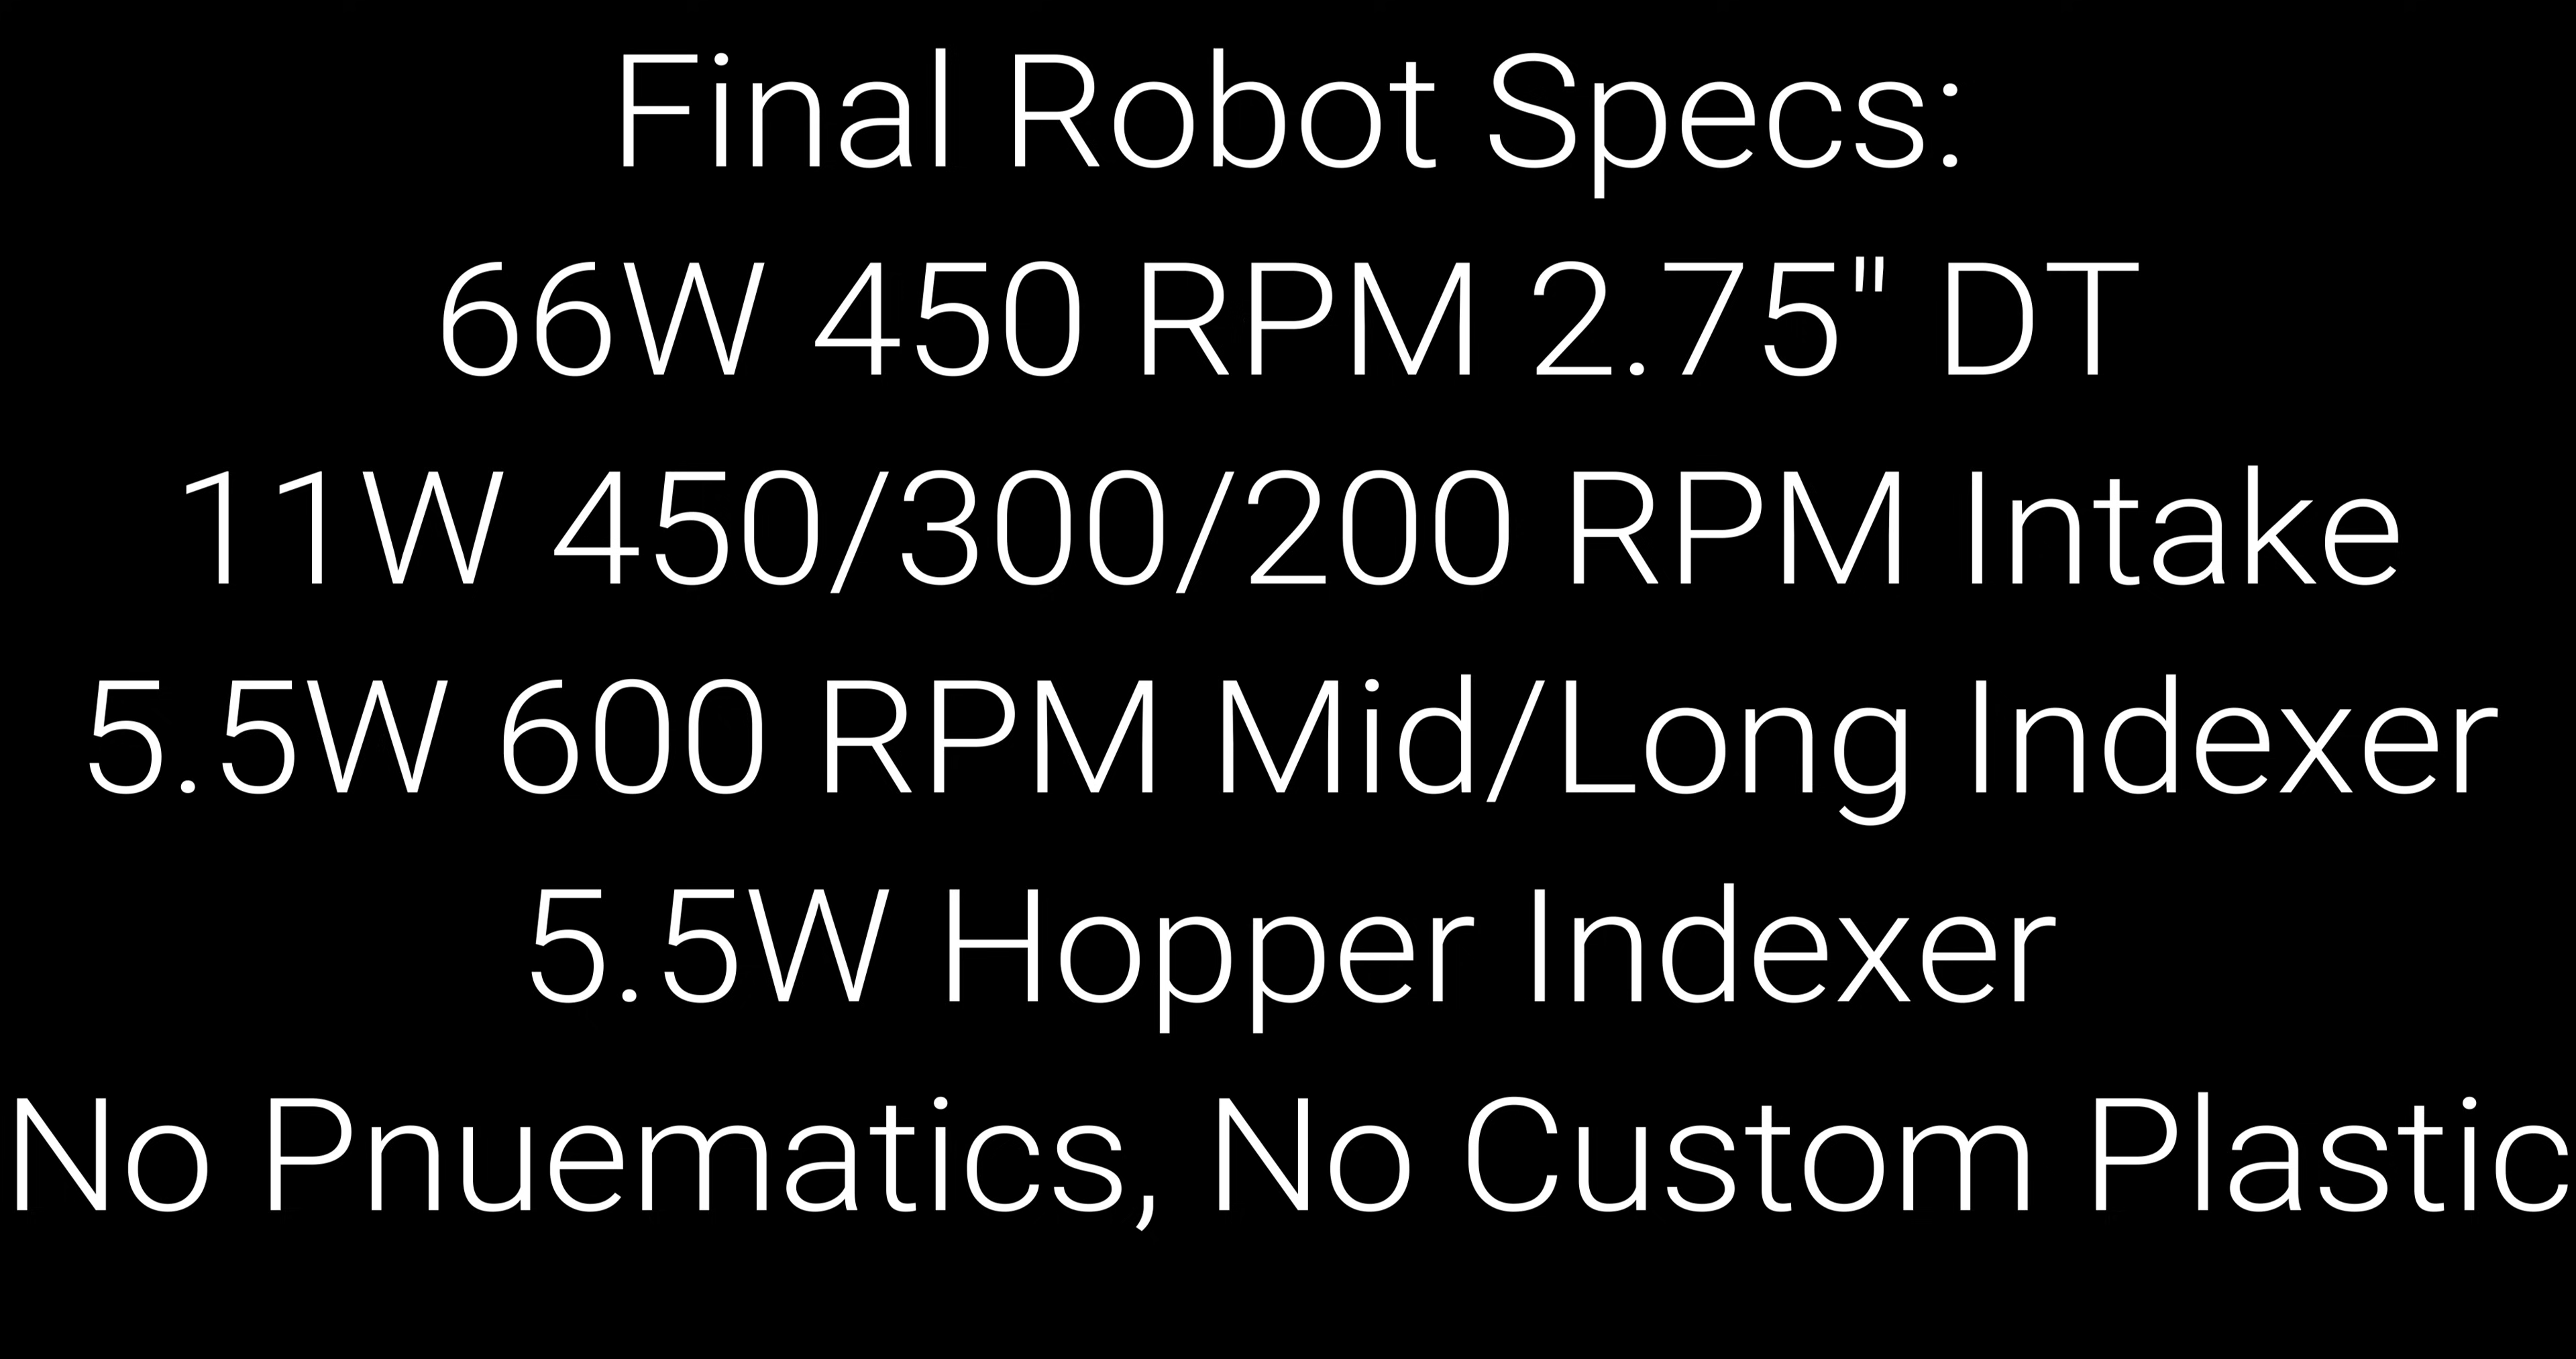 Final Robot Specs:
66W 450 RPM 2.75" DT
11W 450/300/200 RPM Intake
5.5W 600 RPM Mid/Long Indexer
5.5W Hopper Indexer
No Pnuematics, No Custom Plastic